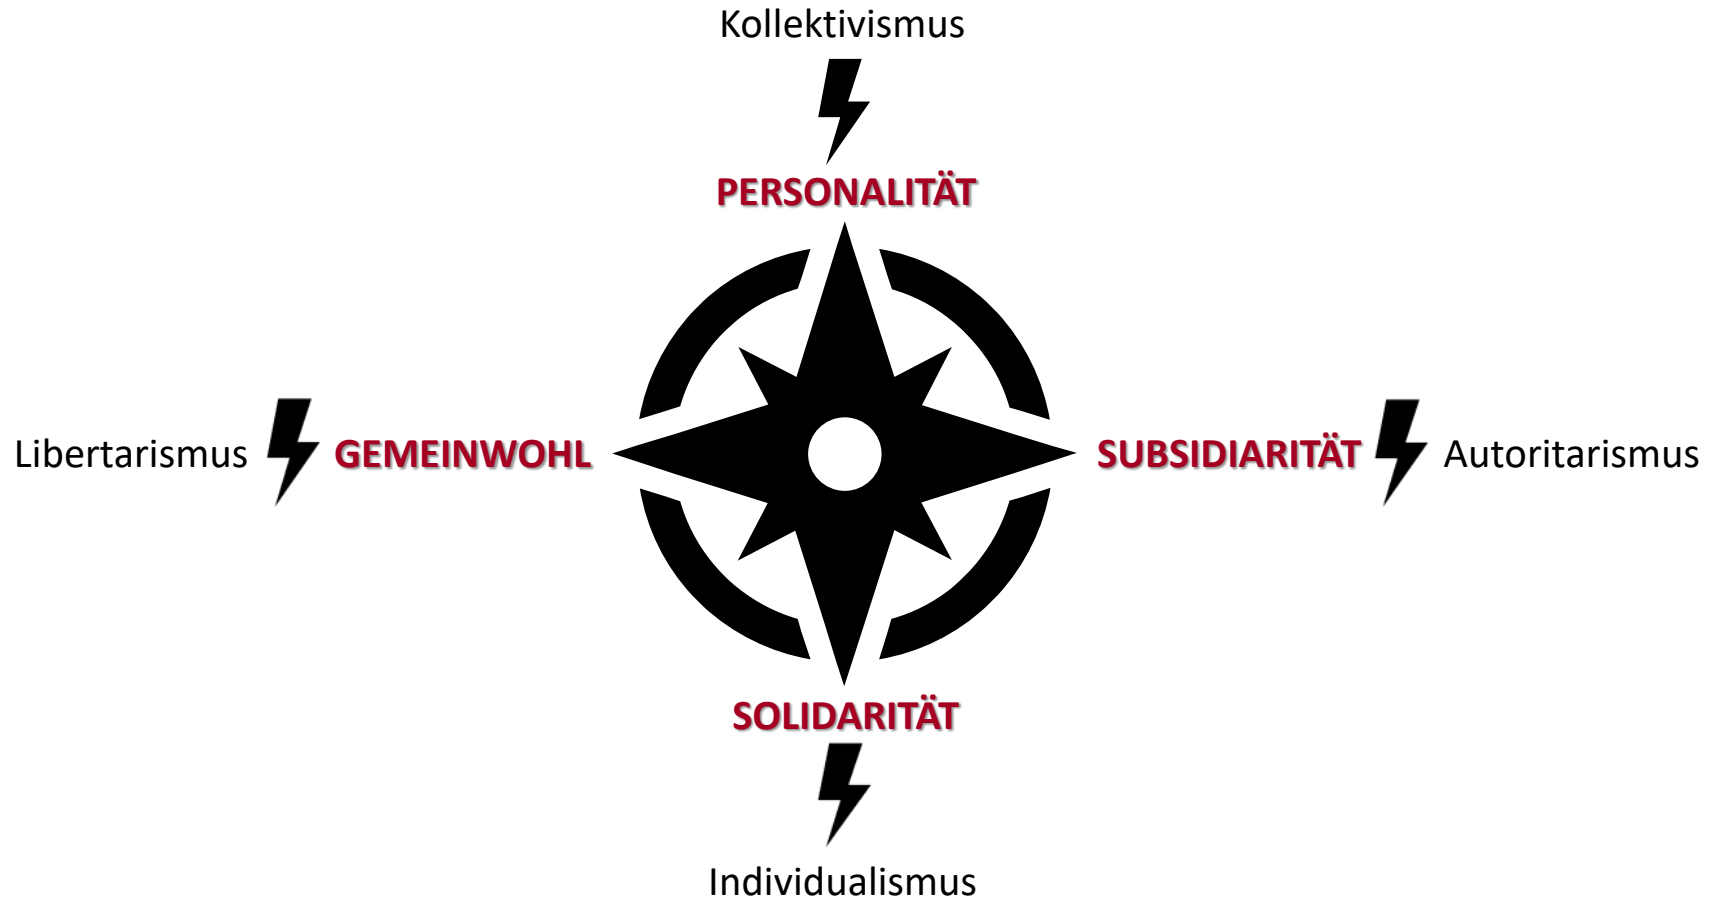 Kollektivismus
PERSONALITÄT
Libertarismus GEMEINWOHL SUBSIDIARITÄT Autoritarismus
SOLIDARITÄT
Individualismus